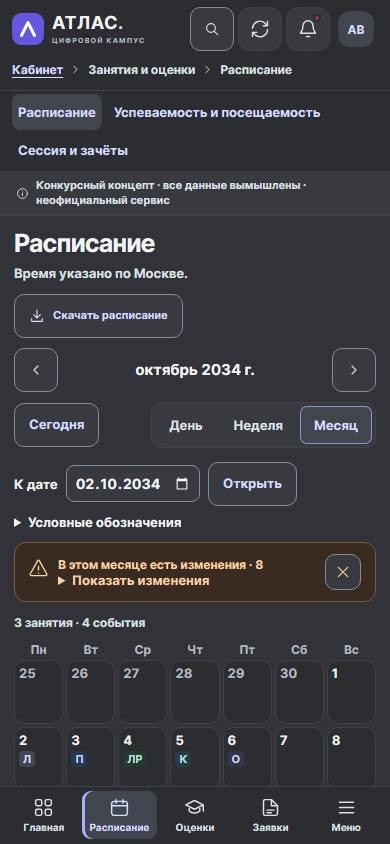 АТЛАС.
ЦИФРОВОЙ КАМПУС
АВ
Кабинет > Занятия и оценки > Расписание
Расписание Успеваемость и посещаемость
Сессия и зачёты
Конкурсный концепт · все данные вымышлены ·
неофициальный сервис
Расписание
Время указано по Москве.
Скачать расписание
октябрь 2034 г.
Сегодня День Неделя Месяц
К дате 02.10.2034 Открыть
Условные обозначения
В этом месяце есть изменения · 8
Показать изменения
3 занятия · 4 события
Пн Вт Ср Чт Пт Сб Вс
25 26 27 28 29 30 1
2 3 4 5 6 7 8
Л П ЛР К О
Главная Расписание Оценки Заявки Меню